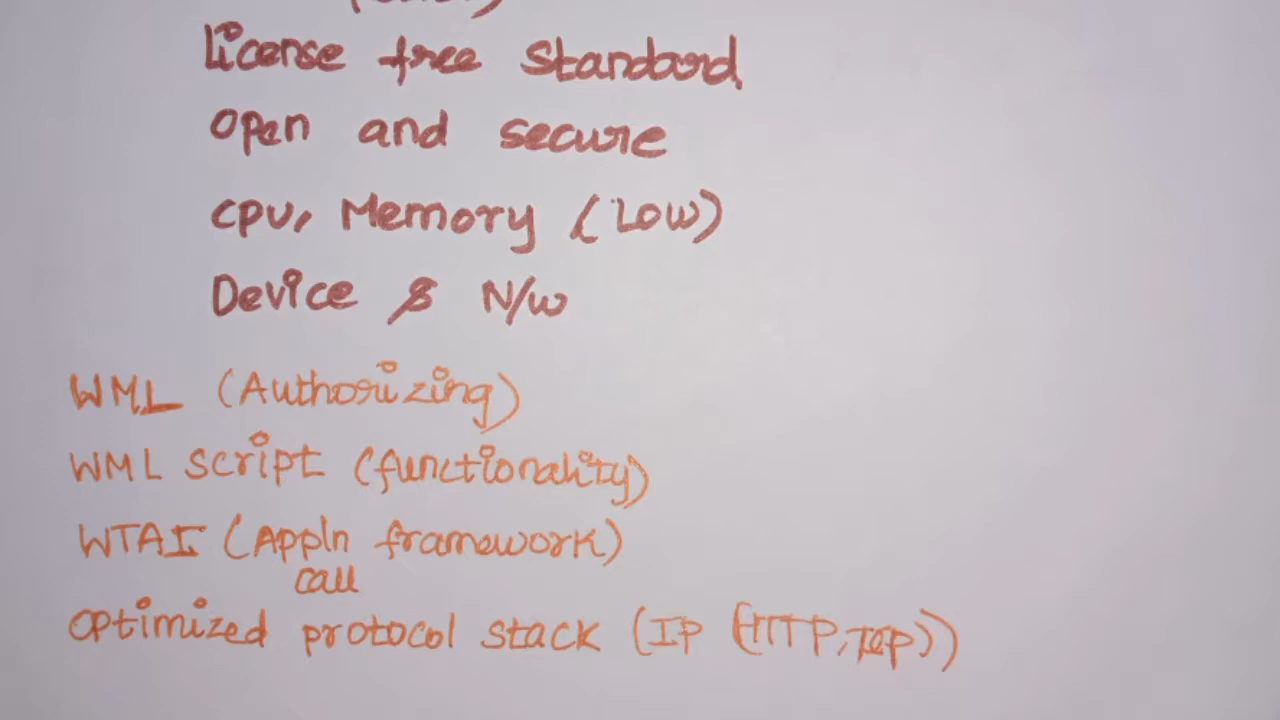 License free standard
open and secure
CPU, Memory (Low)
Device & N/w
WML (Authorizing)
WML script (functionality)
WTAI (Appln framework)
call
optimized protocol stack (IP (HTTP, TCP))